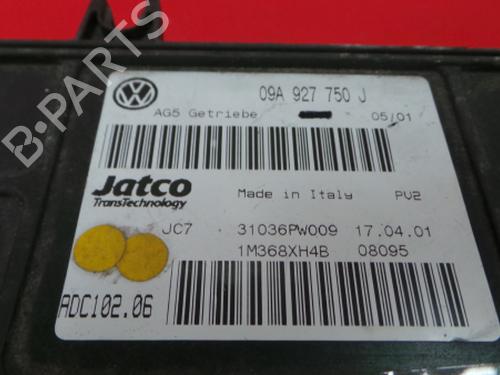 09A 927 750 J
AG5 Getriebe 05/01
Jatco Made in Italy PV2
TransTechnology
JC7 31036PW009 17.04.01
1M368XH4B 08095
ADC102.06
B-PARTS